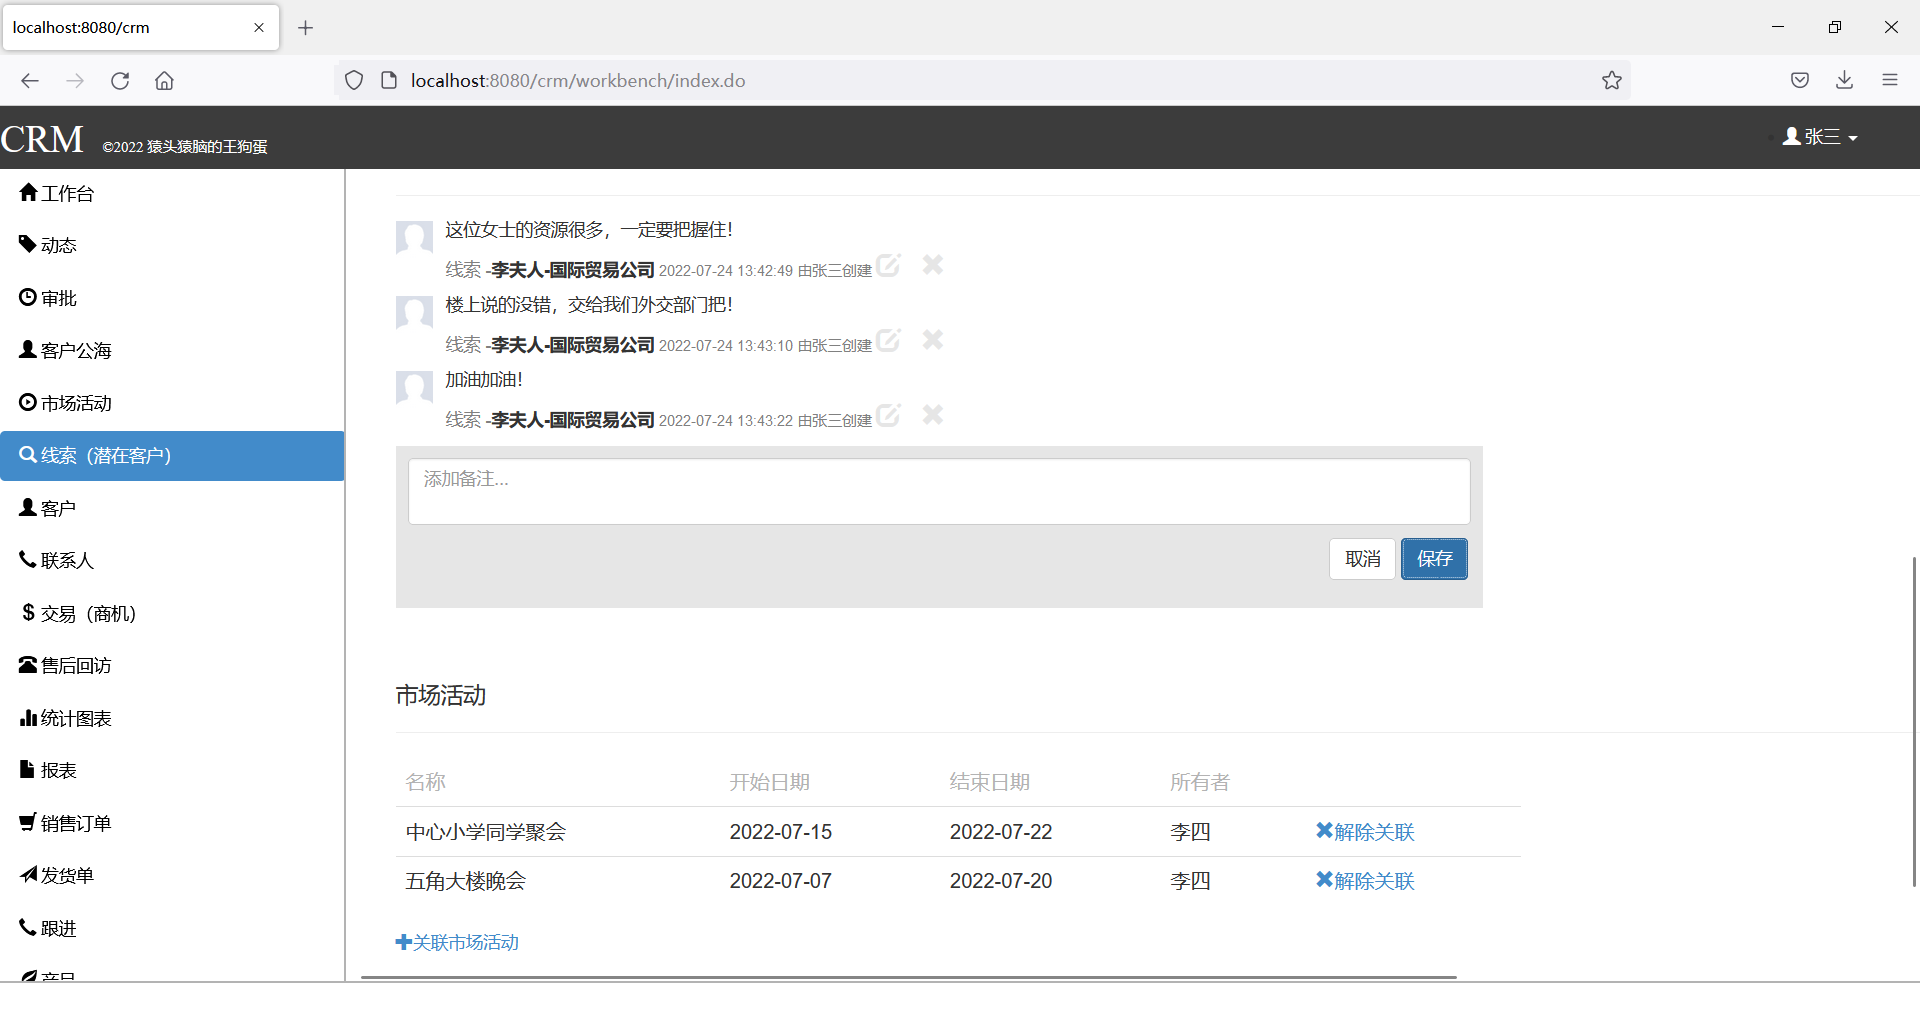 localhost:8080/crm
localhost:8080/crm/workbench/index.do
CRM ©2022 猿头猿脑的王狗蛋
张三
工作台
动态
审批
客户公海
市场活动
线索（潜在客户）
客户
联系人
交易（商机）
售后回访
统计图表
报表
销售订单
发货单
跟进
产品
这位女士的资源很多，一定要把握住！
线索 -李夫人-国际贸易公司 2022-07-24 13:42:49 由张三创建
楼上说的没错，交给我们外交部门把！
线索 -李夫人-国际贸易公司 2022-07-24 13:43:10 由张三创建
加油加油！
线索 -李夫人-国际贸易公司 2022-07-24 13:43:22 由张三创建
添加备注...
取消 保存
市场活动
名称 开始日期 结束日期 所有者
中心小学同学聚会 2022-07-15 2022-07-22 李四 解除关联
五角大楼晚会 2022-07-07 2022-07-20 李四 解除关联
关联市场活动